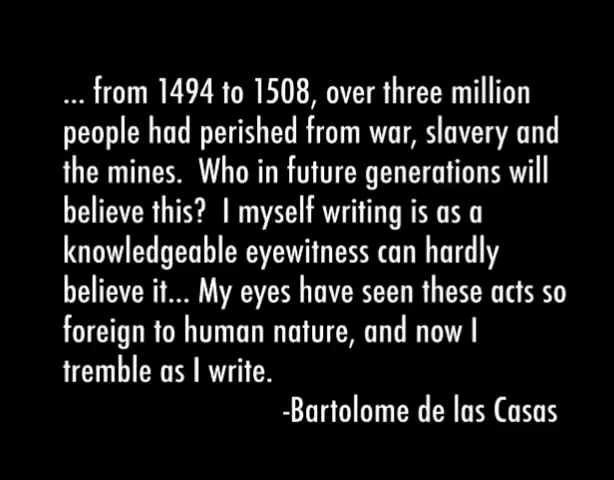 ... from 1494 to 1508, over three million
people had perished from war, slavery and
the mines.  Who in future generations will
believe this?  I myself writing is as a
knowledgeable eyewitness can hardly
believe it... My eyes have seen these acts so
foreign to human nature, and now I
tremble as I write.
-Bartolome de las Casas